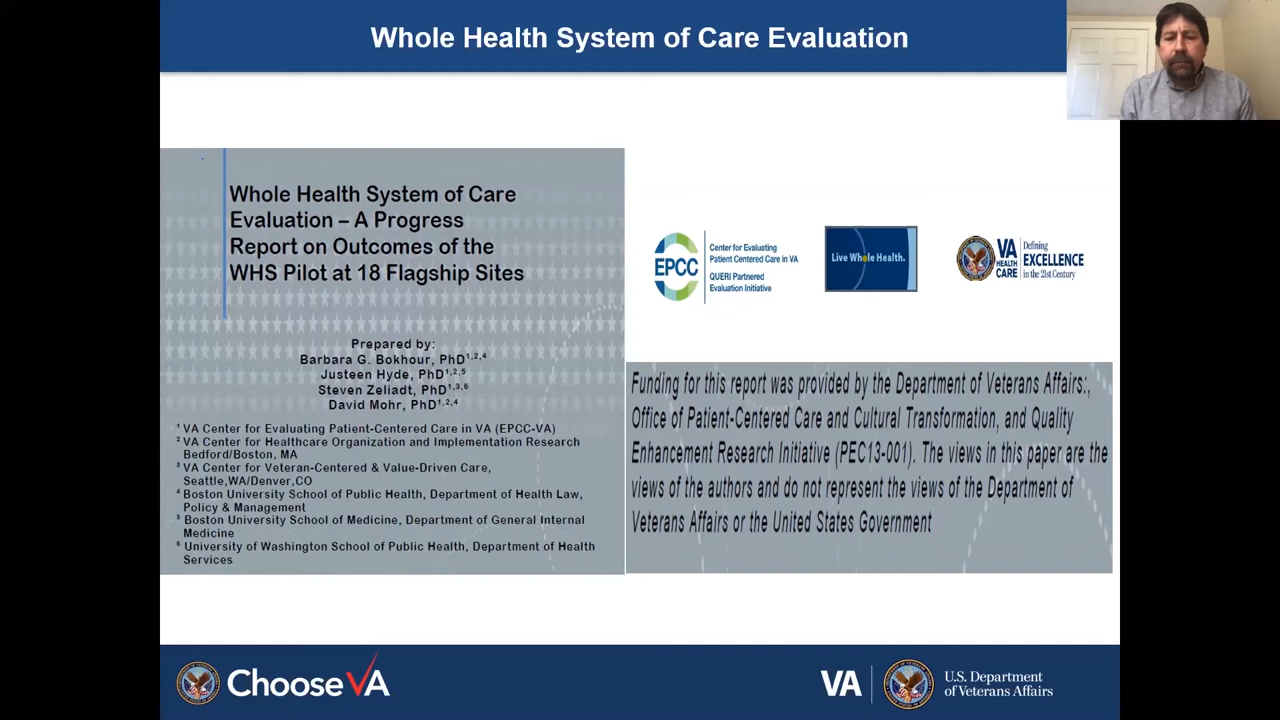 Whole Health System of Care Evaluation
Whole Health System of Care
Evaluation – A Progress
Report on Outcomes of the
WHS Pilot at 18 Flagship Sites
Prepared by:
Barbara G. Bokhour, PhD1,2,4
Justeen Hyde, PhD1,2,5
Steven Zeliadt, PhD1,3,6
David Mohr, PhD1,2,4
1 VA Center for Evaluating Patient-Centered Care in VA (EPCC-VA)
2 VA Center for Healthcare Organization and Implementation Research
Bedford/Boston, MA
3 VA Center for Veteran-Centered & Value-Driven Care,
Seattle,WA/Denver,CO
4 Boston University School of Public Health, Department of Health Law,
Policy & Management
5 Boston University School of Medicine, Department of General Internal
Medicine
6 University of Washington School of Public Health, Department of Health
Services
EPCC
Center for Evaluating
Patient Centered Care in VA
QUERI Partnered
Evaluation Initiative
Live Whole Health.
VA
HEALTH
CARE
Defining
EXCELLENCE
in the 21st Century
Funding for this report was provided by the Department of Veterans Affairs:,
Office of Patient-Centered Care and Cultural Transformation, and Quality
Enhancement Research Initiative (PEC13-001). The views in this paper are the
views of the authors and do not represent the views of the Department of
Veterans Affairs or the United States Government
Choose VA
VA
U.S. Department
of Veterans Affairs